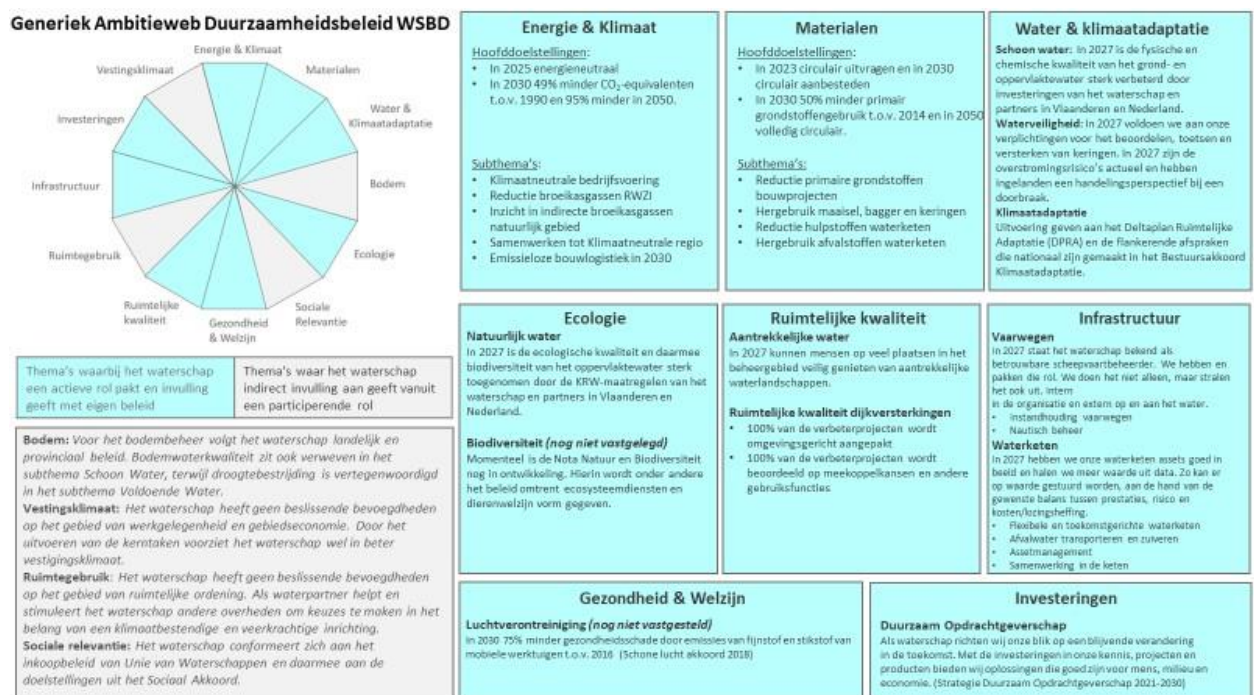 Generiek Ambitieweb Duurzaamheidsbeleid WSBD
Energie & Klimaat
Materialen
Water &
Klimaatadaptatie
Bodem
Ecologie
Sociale
Relevantie
Gezondheid
& Welzijn
Ruimtelijke
kwaliteit
Ruimtegebruik
Infrastructuur
Investeringen
Vestingsklimaat
Thema's waarbij het waterschap
een actieve rol pakt en invulling
geeft met eigen beleid
Thema's waar het waterschap
indirect invulling aan geeft vanuit
een participerende rol
Bodem: Voor het bodembeheer volgt het waterschap landelijk en
provinciaal beleid. Bodemwaterkwaliteit zit ook verweven in het
subthema Schoon Water, terwijl droogtebestrijding is vertegenwoordigd
in het subthema Voldoende Water.
Vestingsklimaat: Het waterschap heeft geen beslissende bevoegdheden
op het gebied van werkgelegenheid en gebiedseconomie. Door het
uitvoeren van de kerntaken voorziet het waterschap wel in beter
vestigingsklimaat.
Ruimtegebruik: Het waterschap heeft geen beslissende bevoegdheden
op het gebied van ruimtelijke ordening. Als waterpartner helpt en
stimuleert het waterschap andere overheden om keuzes te maken in het
belang van een klimaatbestendige en veerkrachtige inrichting.
Sociale relevantie: Het waterschap conformeert zich aan het
inkoopbeleid van Unie van Waterschappen en daarmee aan de
doelstellingen uit het Sociaal Akkoord.
Energie & Klimaat
Hoofddoelstellingen:
• In 2025 energieneutraal
• In 2030 49% minder CO₂-equivalenten
t.o.v. 1990 en 95% minder in 2050.
Subthema's:
• Klimaatneutrale bedrijfsvoering
• Reductie broeikasgassen RWZI
• Inzicht in indirecte broeikasgassen
natuurlijk gebied
• Samenwerken tot Klimaatneutrale regio
• Emissieloze bouwlogistiek in 2030
Materialen
Hoofddoelstellingen:
• In 2023 circulair uitvragen en in 2030
circulair aanbesteden
• In 2030 50% minder primair
grondstoffengebruik t.o.v. 2014 en in 2050
volledig circulair.
Subthema's:
• Reductie primaire grondstoffen
bouwprojecten
• Hergebruik maaisel, bagger en keringen
• Reductie hulpstoffen waterketen
• Hergebruik afvalstoffen waterketen
Water & klimaatadaptatie
Schoon water: In 2027 is de fysische en
chemische kwaliteit van het grond- en
oppervlaktewater sterk verbeterd door
investeringen van het waterschap en
partners in Vlaanderen en Nederland.
Waterveiligheid: In 2027 voldoen we aan onze
verplichtingen voor het beoordelen, toetsen en
versterken van keringen. In 2027 zijn de
overstromingsrisico's actueel en hebben
ingelanden een handelingsperspectief bij een
doorbraak.
Klimaatadaptatie
Uitvoering geven aan het Deltaplan Ruimtelijke
Adaptatie (DPRA) en de flankerende afspraken
die nationaal zijn gemaakt in het Bestuursakkoord
Klimaatadaptatie.
Ecologie
Natuurlijk water
In 2027 is de ecologische kwaliteit en daarmee
biodiversiteit van het oppervlaktewater sterk
toegenomen door de KRW-maatregelen van het
waterschap en partners in Vlaanderen en
Nederland.
Biodiversiteit (nog niet vastgelegd)
Momenteel is de Nota Natuur en Biodiversiteit
nog in ontwikkeling. Hierin wordt onder andere
het beleid omtrent ecosysteemdiensten en
dierenwelzijn vorm gegeven.
Ruimtelijke kwaliteit
Aantrekkelijke water
In 2027 kunnen mensen op veel plaatsen in het
beheergebied veilig genieten van aantrekkelijke
waterlandschappen.
Ruimtelijke kwaliteit dijkversterkingen
• 100% van de verbeterprojecten wordt
omgevingsgericht aangepakt
• 100% van de verbeterprojecten wordt
beoordeeld op meekoppelkansen en andere
gebruiksfuncties
Infrastructuur
Vaarwegen
In 2027 staat het waterschap bekend als
betrouwbare scheepvaartbeheerder. We hebben en
pakken die rol. We doen het niet alleen, maar stralen
het ook uit. Intern
in de organisatie en extern op en aan het water.
• Instandhouding vaarwegen
• Nautisch beheer
Waterketen
In 2027 hebben we onze waterketen assets goed in
beeld en halen we meer waarde uit data. Zo kan er
op waarde gestuurd worden, aan de hand van de
gewenste balans tussen prestaties, risico en
kosten/lozingsheffing.
• Flexibele en toekomstgerichte waterketen
• Afvalwater transporteren en zuiveren
• Assetmanagement
• Samenwerking in de keten
Gezondheid & Welzijn
Luchtverontreiniging (nog niet vastgesteld)
In 2030 75% minder gezondheidsschade door emissies van fijnstof en stikstof van
mobiele werktuigen t.o.v. 2016 (Schone lucht akkoord 2018)
Investeringen
Duurzaam Opdrachtgeverschap
Als waterschap richten wij onze blik op een blijvende verandering
in de toekomst. Met de investeringen in onze kennis, projecten en
producten bieden wij oplossingen die goed zijn voor mens, milieu en
economie. (Strategie Duurzaam Opdrachtgeverschap 2021-2030)